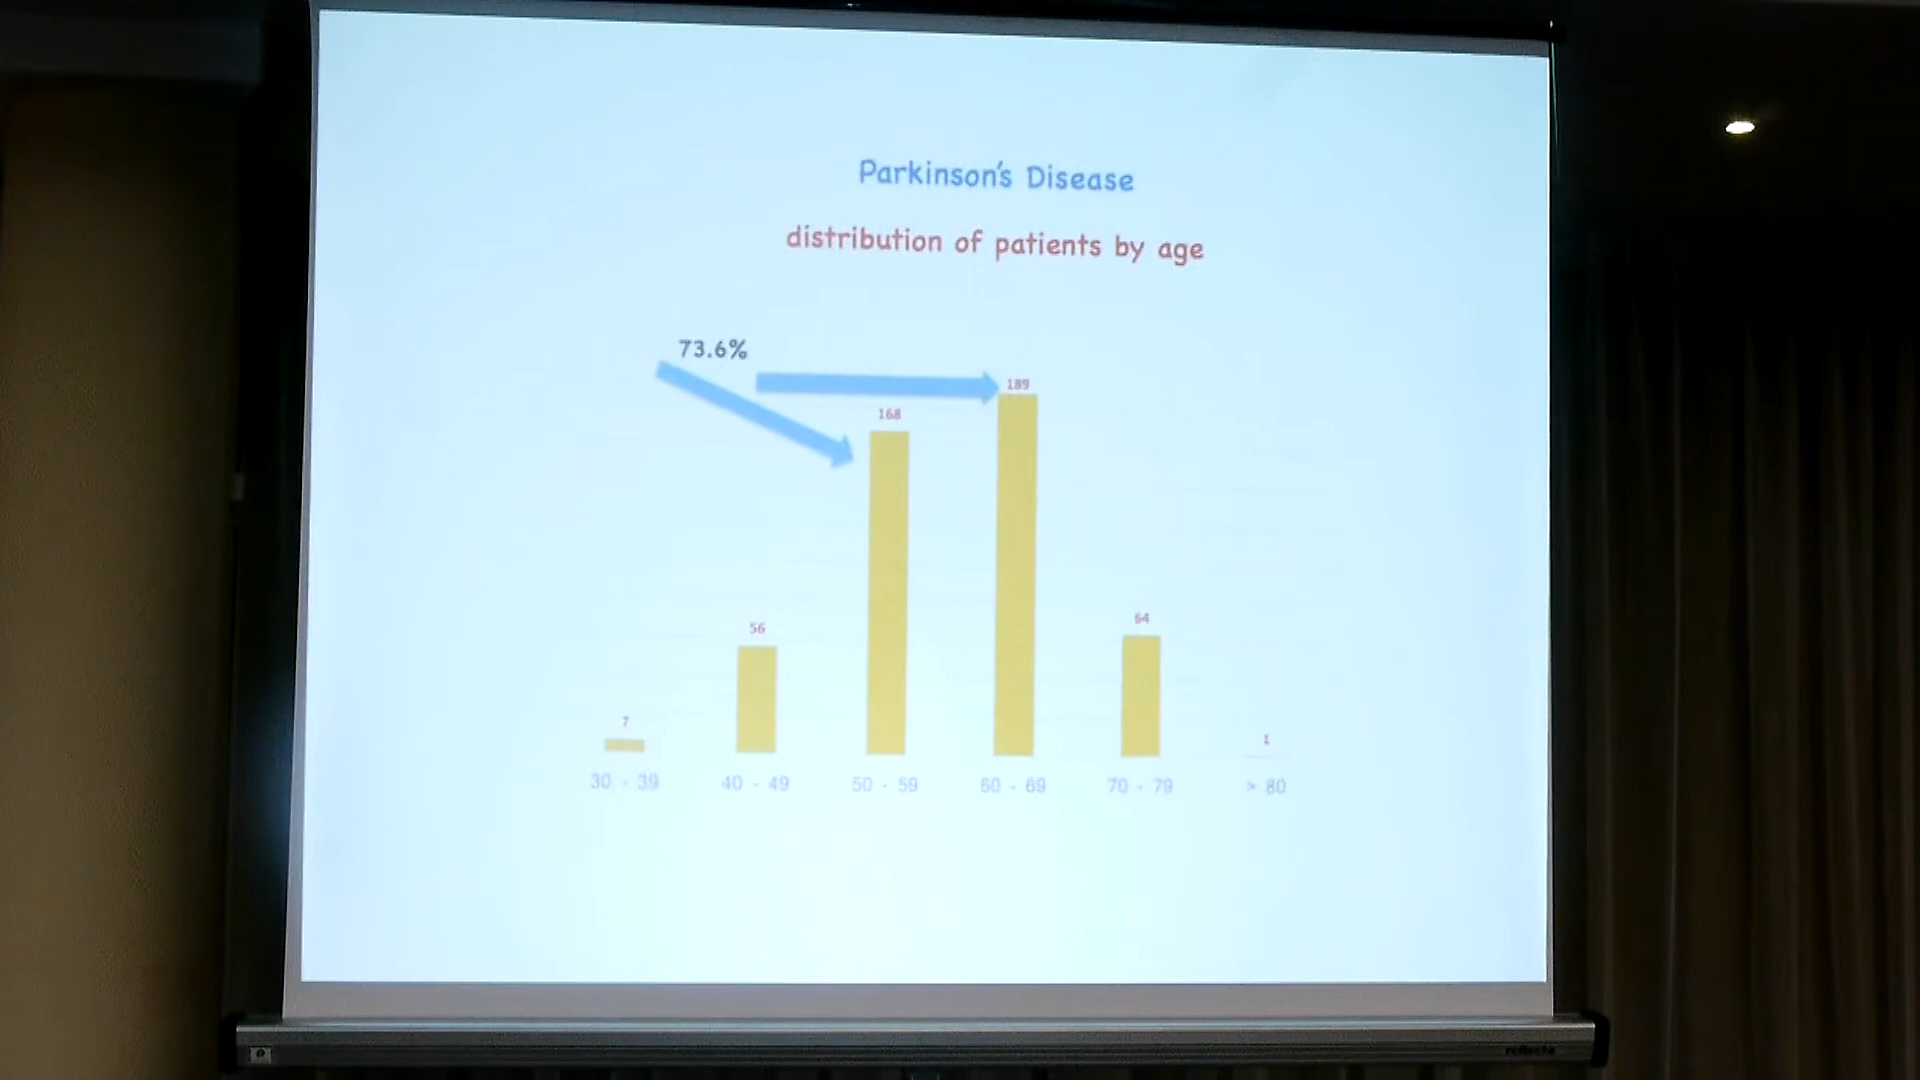 Parkinson's Disease
distribution of patients by age
73.6%
189
168
64
56
7
1
30 - 39
40 - 49
50 - 59
60 - 69
70 - 79
> 80